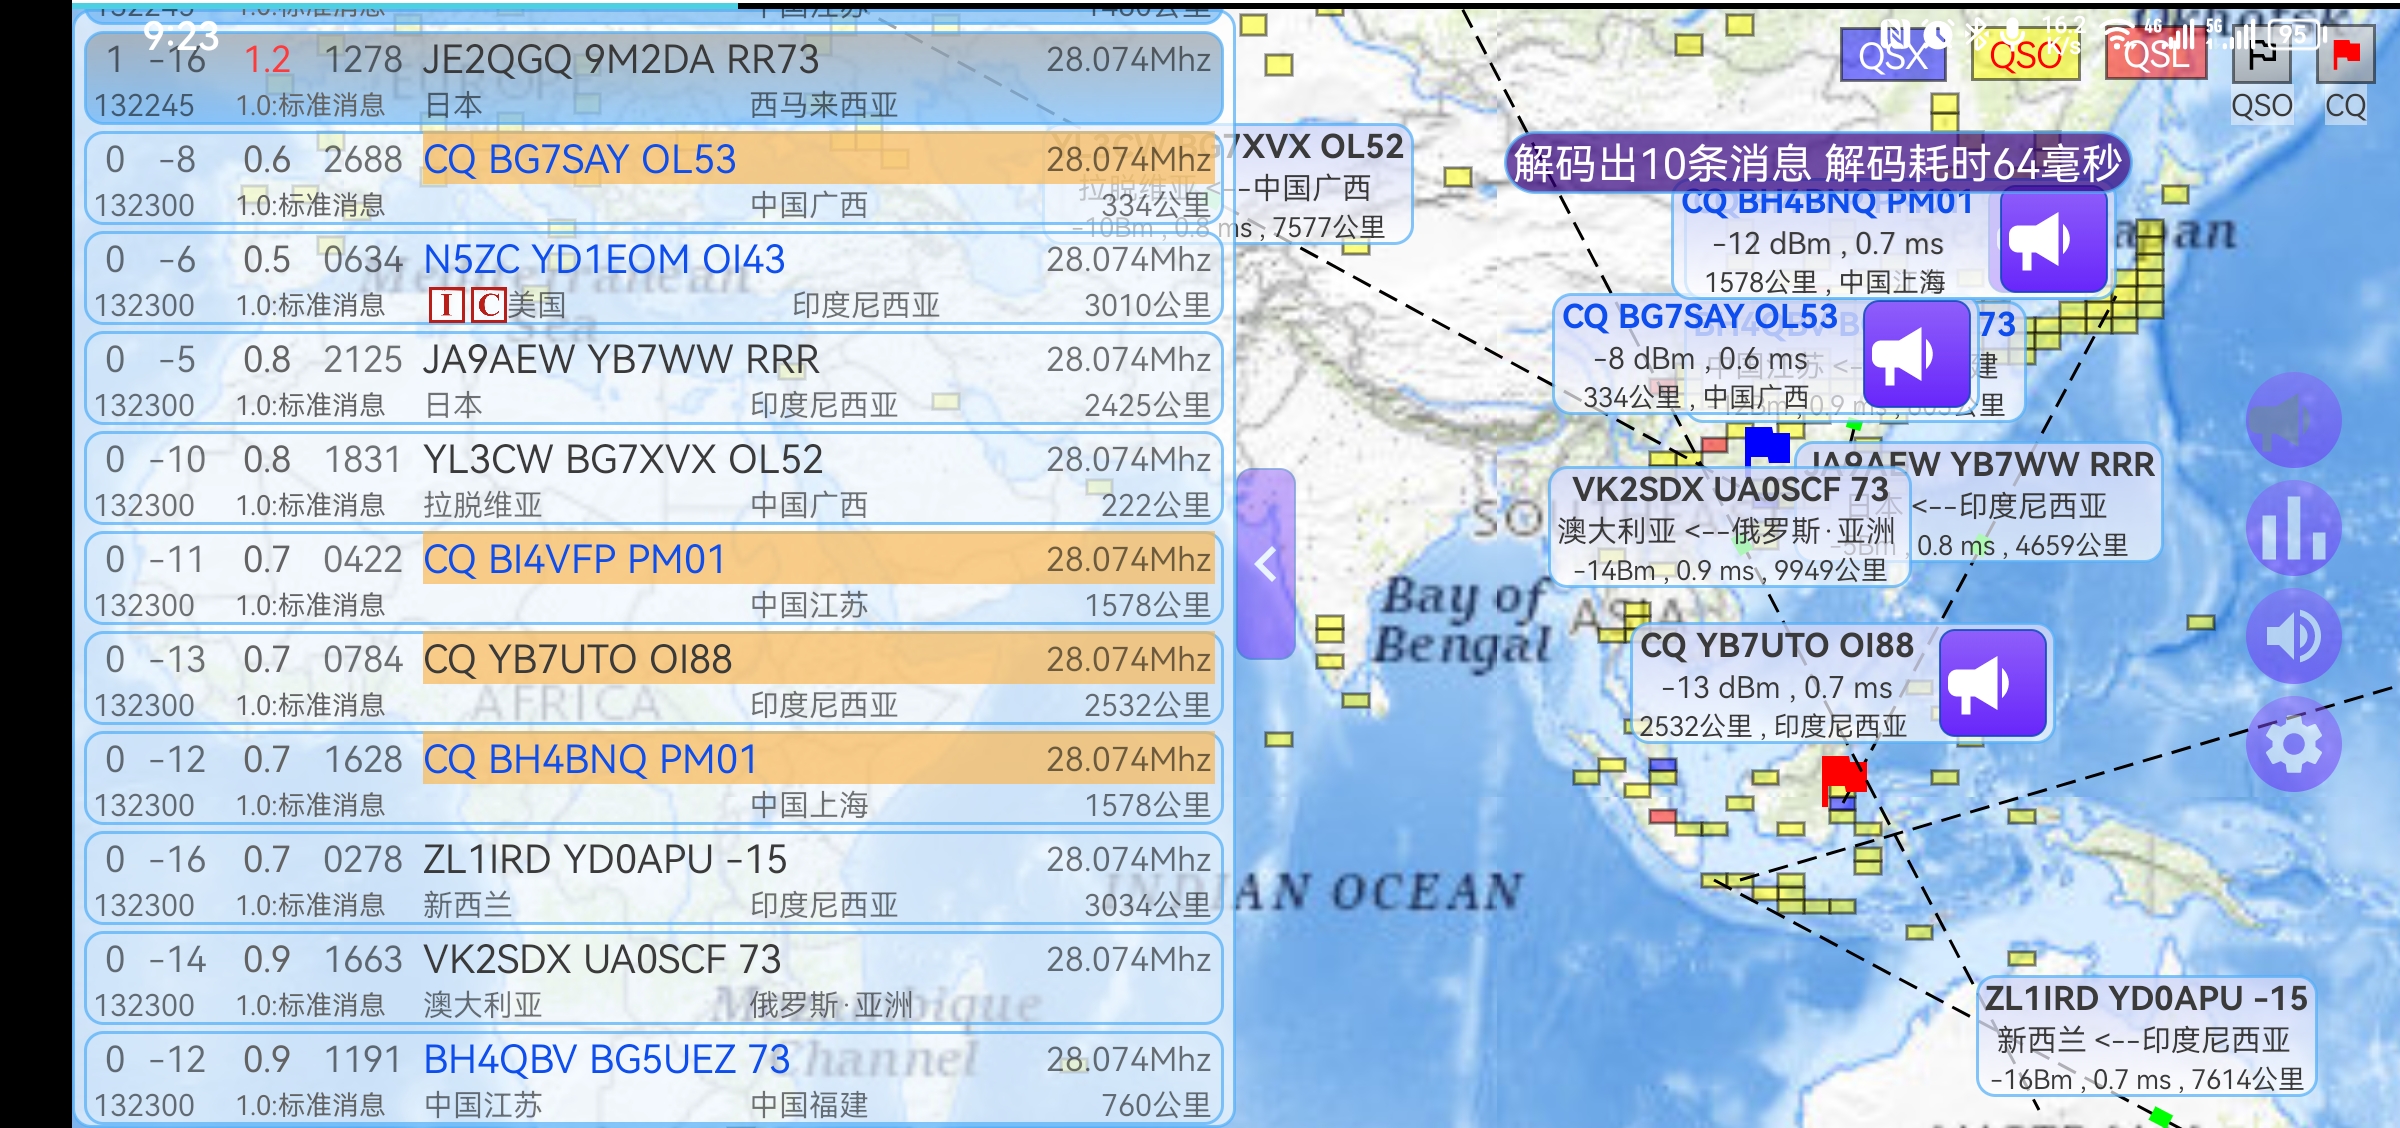 9:23
16.2
K/s
4G
5G
95
132245
中国江苏
1 -16 1.2 1278 JE2QGQ 9M2DA RR73 28.074Mhz
132245 1.0:标准消息 日本 西马来西亚
0 -8 0.6 2688 CQ BG7SAY OL53 28.074Mhz
132300 1.0:标准消息 中国广西 334公里
0 -6 0.5 0634 N5ZC YD1EOM OI43 28.074Mhz
132300 1.0:标准消息 I C 美国 印度尼西亚 3010公里
0 -5 0.8 2125 JA9AEW YB7WW RRR 28.074Mhz
132300 1.0:标准消息 日本 印度尼西亚 2425公里
0 -10 0.8 1831 YL3CW BG7XVX OL52 28.074Mhz
132300 1.0:标准消息 拉脱维亚 中国广西 222公里
0 -11 0.7 0422 CQ BI4VFP PM01 28.074Mhz
132300 1.0:标准消息 中国江苏 1578公里
0 -13 0.7 0784 CQ YB7UTO OI88 28.074Mhz
132300 1.0:标准消息 印度尼西亚 2532公里
0 -12 0.7 1628 CQ BH4BNQ PM01 28.074Mhz
132300 1.0:标准消息 中国上海 1578公里
0 -16 0.7 0278 ZL1IRD YD0APU -15 28.074Mhz
132300 1.0:标准消息 新西兰 印度尼西亚 3034公里
0 -14 0.9 1663 VK2SDX UA0SCF 73 28.074Mhz
132300 1.0:标准消息 澳大利亚 俄罗斯·亚洲
0 -12 0.9 1191 BH4QBV BG5UEZ 73 28.074Mhz
132300 1.0:标准消息 中国江苏 中国福建 760公里
QSX
QSO
QSL
QSO
CQ
解码出10条消息 解码耗时64毫秒
YL3CW BG7XVX OL52
拉脱维亚 <--中国广西
-10Bm , 0.8 ms , 7577公里
CQ BH4BNQ PM01
-12 dBm , 0.7 ms
1578公里 , 中国上海
CQ BG7SAY OL53
-8 dBm , 0.6 ms
334公里 , 中国广西
73
JA9AEW YB7WW RRR
日本 <--印度尼西亚
-5Bm , 0.8 ms , 4659公里
VK2SDX UA0SCF 73
澳大利亚 <--俄罗斯·亚洲
-14Bm , 0.9 ms , 9949公里
CQ YB7UTO OI88
-13 dBm , 0.7 ms
2532公里 , 印度尼西亚
ZL1IRD YD0APU -15
新西兰 <--印度尼西亚
-16Bm , 0.7 ms , 7614公里
EUROPE
Mediterranean
Sea
AFRICA
Mozambique
Channel
Bay of
Bengal
ASIA
INDIAN OCEAN